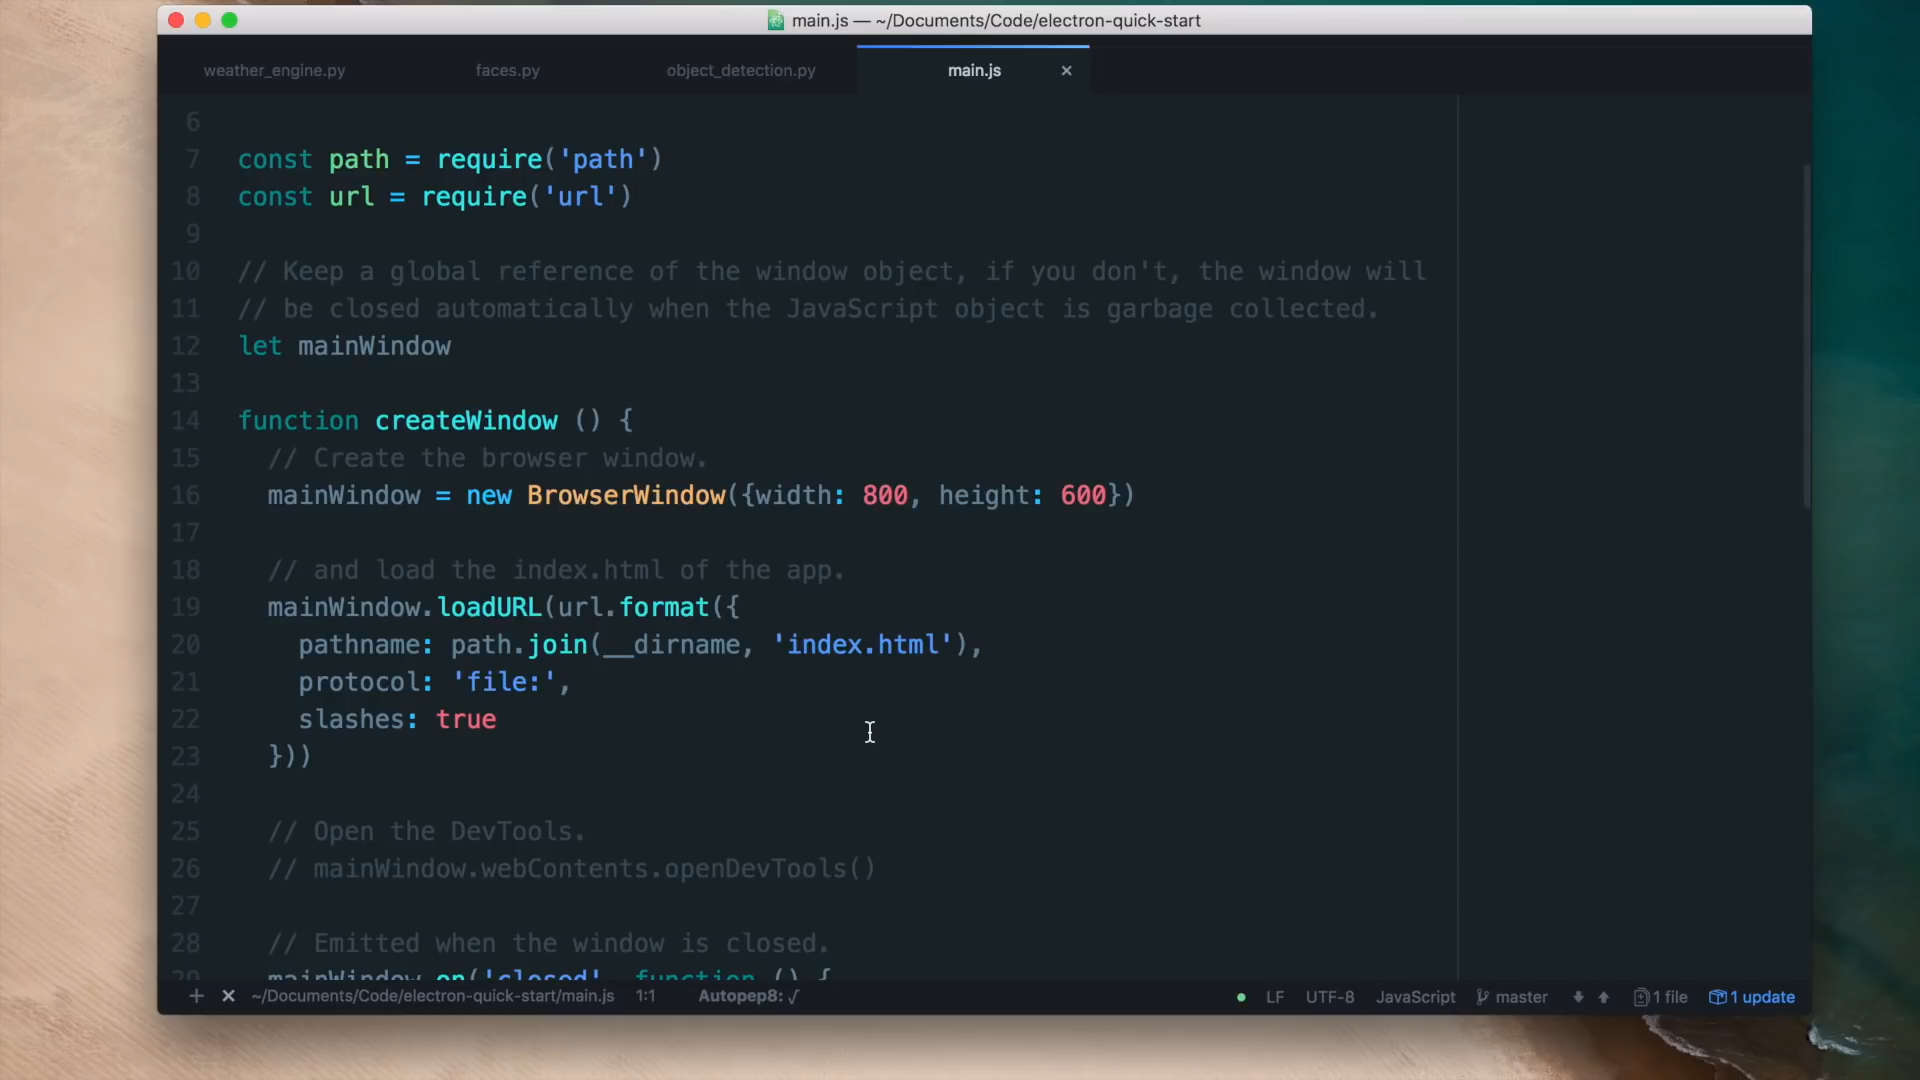 main.js — ~/Documents/Code/electron-quick-start
weather_engine.py faces.py object_detection.py main.js ×
6
7 const path = require('path')
8 const url = require('url')
9
10 // Keep a global reference of the window object, if you don't, the window will
11 // be closed automatically when the JavaScript object is garbage collected.
12 let mainWindow
13
14 function createWindow () {
15   // Create the browser window.
16   mainWindow = new BrowserWindow({width: 800, height: 600})
17
18   // and load the index.html of the app.
19   mainWindow.loadURL(url.format({
20     pathname: path.join(__dirname, 'index.html'),
21     protocol: 'file:',
22     slashes: true
23   }))
24
25   // Open the DevTools.
26   // mainWindow.webContents.openDevTools()
27
28   // Emitted when the window is closed.
29   mainWindow.on('closed', function () {
+ × ~/Documents/Code/electron-quick-start/main.js 1:1 Autopep8: √ LF UTF-8 JavaScript master 1 file 1 update